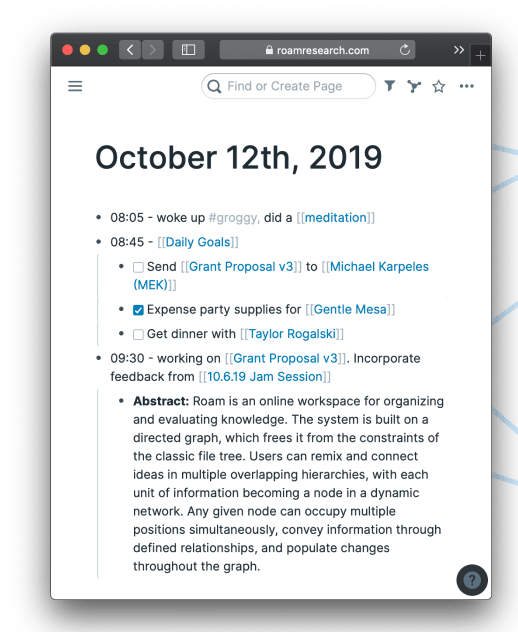 roamresearch.com
Find or Create Page
October 12th, 2019
08:05 - woke up #groggy, did a [[meditation]]
08:45 - [[Daily Goals]]
Send [[Grant Proposal v3]] to [[Michael Karpeles
(MEK)]]
Expense party supplies for [[Gentle Mesa]]
Get dinner with [[Taylor Rogalski]]
09:30 - working on [[Grant Proposal v3]]. Incorporate
feedback from [[10.6.19 Jam Session]]
Abstract: Roam is an online workspace for organizing
and evaluating knowledge. The system is built on a
directed graph, which frees it from the constraints of
the classic file tree. Users can remix and connect
ideas in multiple overlapping hierarchies, with each
unit of information becoming a node in a dynamic
network. Any given node can occupy multiple
positions simultaneously, convey information through
defined relationships, and populate changes
throughout the graph.
?